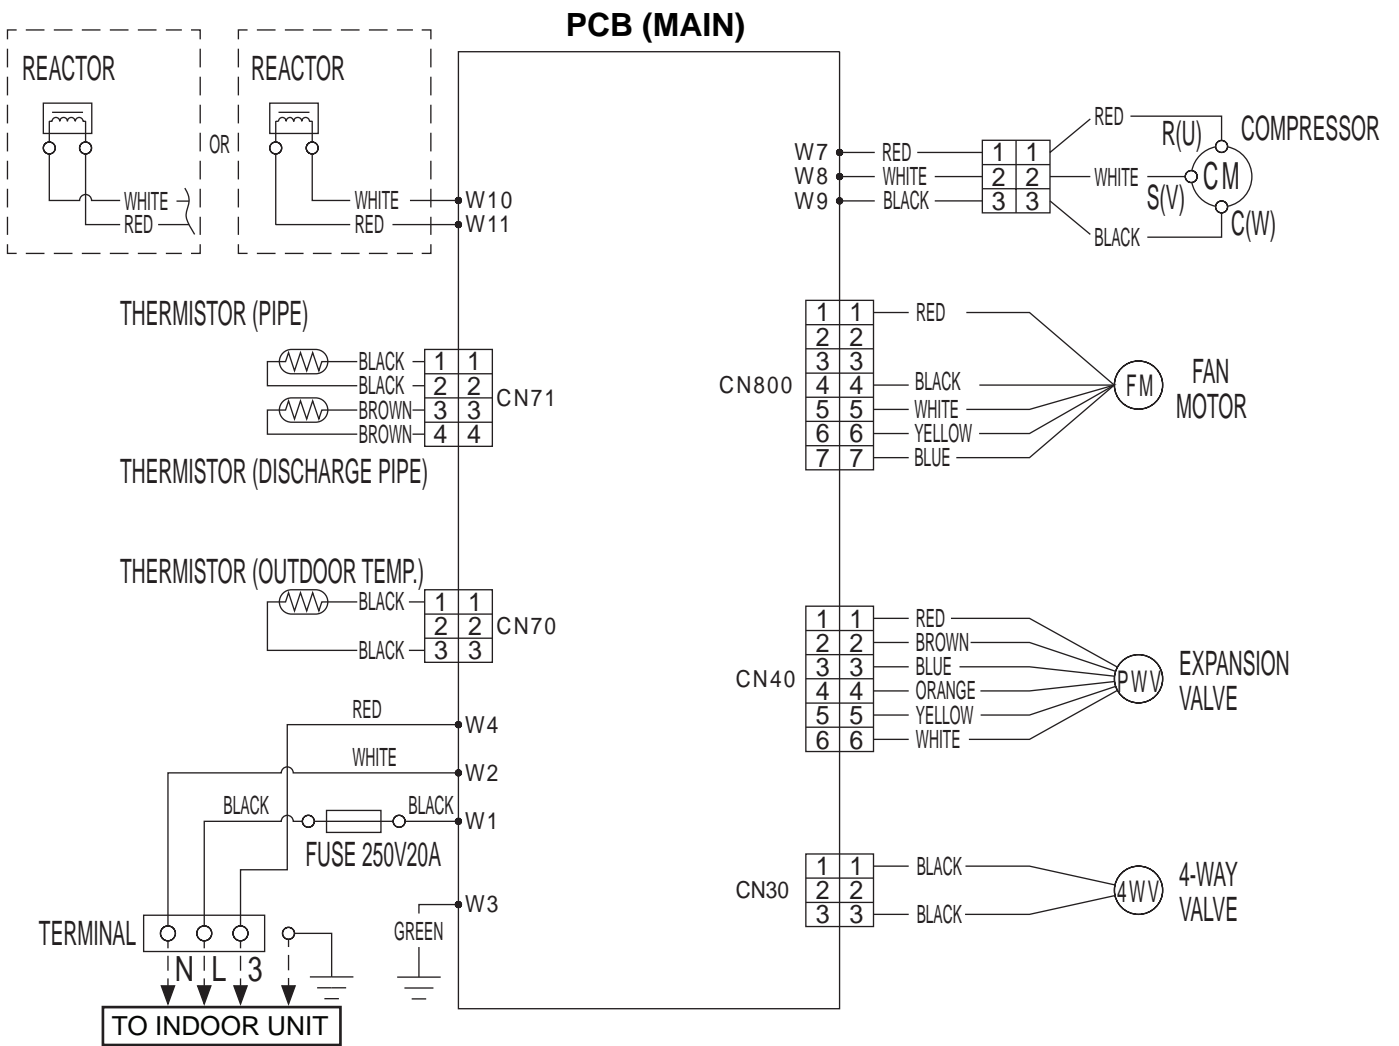 PCB (MAIN)
REACTOR
WHITE
RED
OR
REACTOR
WHITE
RED
W10
W11
THERMISTOR (PIPE)
BLACK 1 1
BLACK 2 2
BROWN 3 3
BROWN 4 4
CN71
THERMISTOR (DISCHARGE PIPE)
THERMISTOR (OUTDOOR TEMP.)
BLACK 1 1
2 2
BLACK 3 3
CN70
RED W4
WHITE W2
BLACK BLACK W1
FUSE 250V20A
W3
GREEN
TERMINAL
N L 3
TO INDOOR UNIT
W7 RED 1 1 RED
W8 WHITE 2 2 WHITE
W9 BLACK 3 3 BLACK
R(U)
S(V)
C(W)
CM
COMPRESSOR
CN800
1 1 RED
2 2
3 3
4 4 BLACK
5 5 WHITE
6 6 YELLOW
7 7 BLUE
FM
FAN
MOTOR
CN40
1 1 RED
2 2 BROWN
3 3 BLUE
4 4 ORANGE
5 5 YELLOW
6 6 WHITE
PWV
EXPANSION
VALVE
CN30
1 1 BLACK
2 2
3 3 BLACK
4WV
4-WAY
VALVE